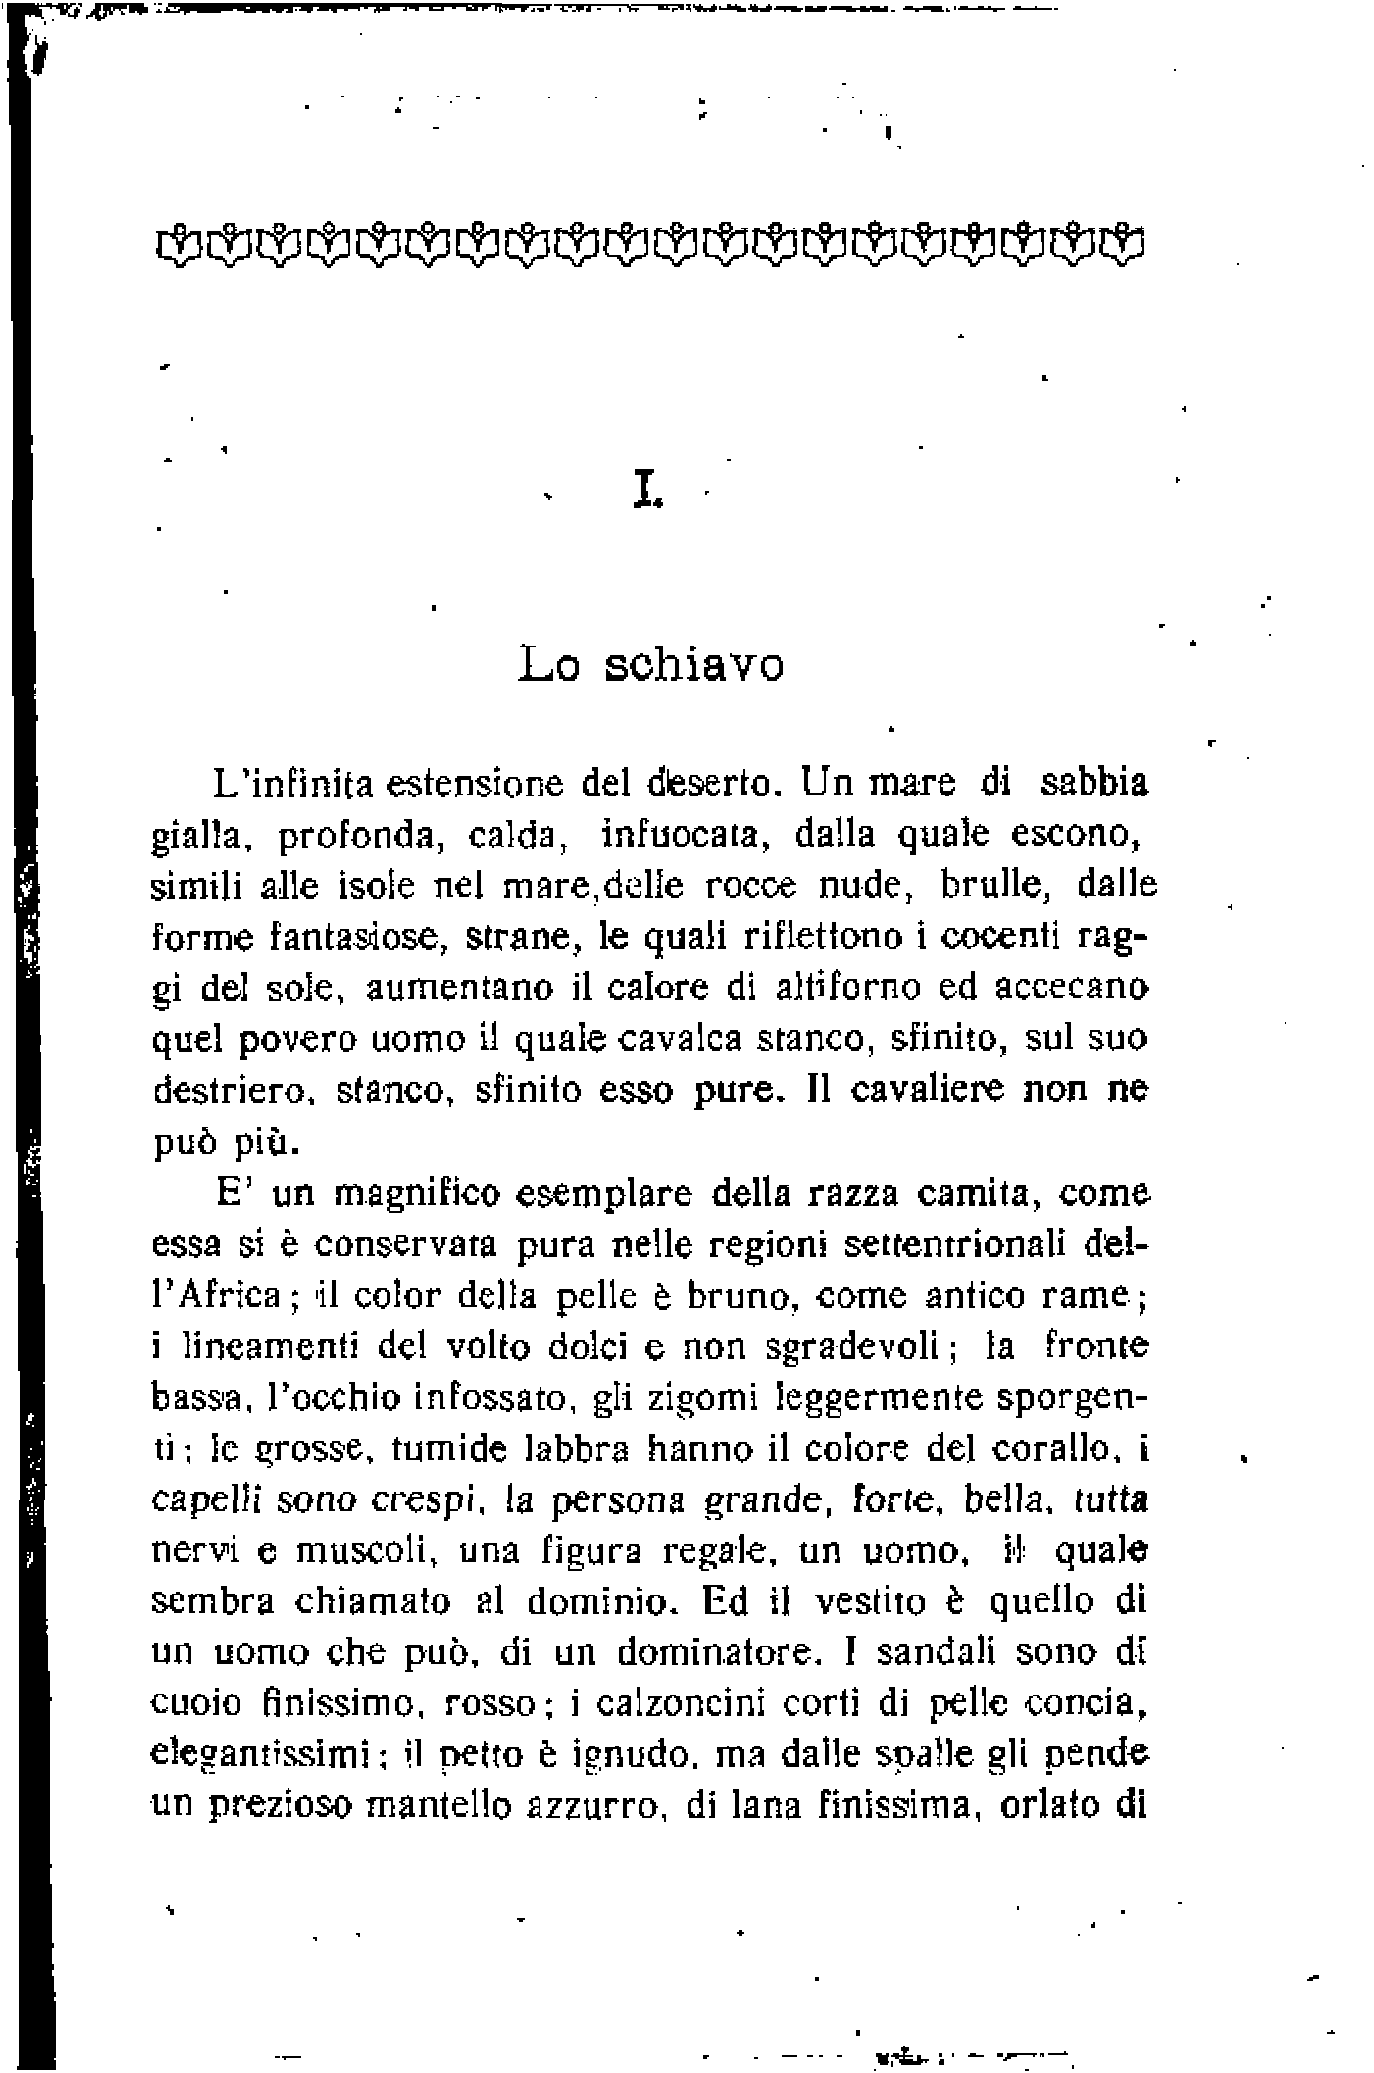 I.
Lo schiavo
L'infinita estensione del deserto. Un mare di sabbia
gialla, profonda, calda, infuocata, dalla quale escono,
simili alle isole nel mare, delle rocce nude, brulle, dalle
forme fantasiose, strane, le quali riflettono i cocenti rag-
gi del sole, aumentano il calore di altiforno ed accecano
quel povero uomo il quale cavalca stanco, sfinito, sul suo
destriero, stanco, sfinito esso pure. Il cavaliere non ne
può più.
E' un magnifico esemplare della razza camita, come
essa si è conservata pura nelle regioni settentrionali del-
l'Africa; il color della pelle è bruno, come antico rame;
i lineamenti del volto dolci e non sgradevoli; la fronte
bassa, l'occhio infossato, gli zigomi leggermente sporgen-
ti; le grosse, tumide labbra hanno il colore del corallo, i
capelli sono crespi, la persona grande, forte, bella, tutta
nervi e muscoli, una figura regale, un uomo, il quale
sembra chiamato al dominio. Ed il vestito è quello di
un uomo che può, di un dominatore. I sandali sono di
cuoio finissimo, rosso; i calzoncini corti di pelle concia,
elegantissimi; il petto è ignudo, ma dalle spalle gli pende
un prezioso mantello azzurro, di lana finissima, orlato di